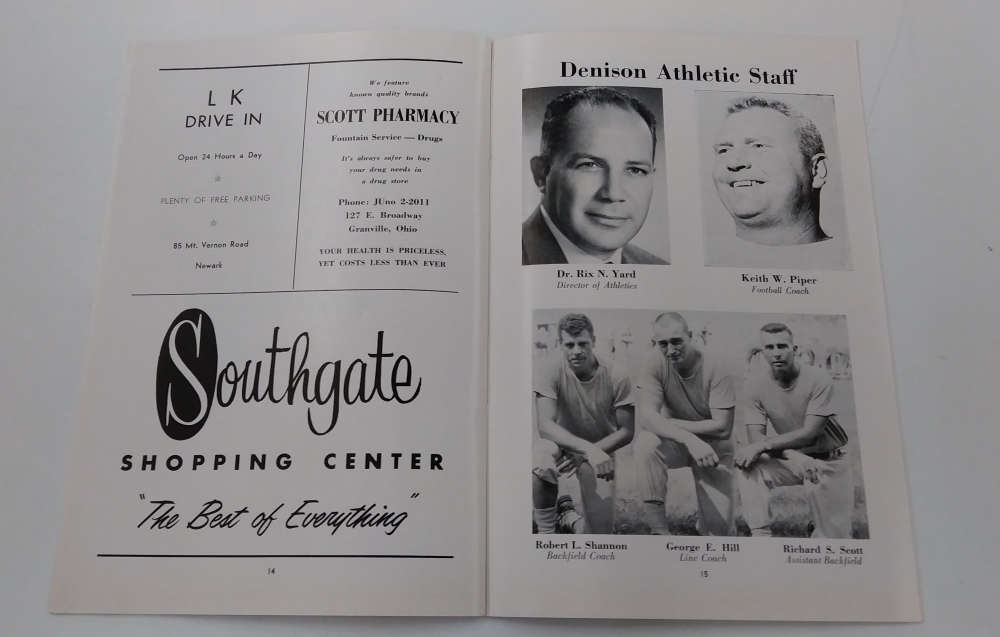 L K
DRIVE IN
Open 24 Hours a Day
PLENTY OF FREE PARKING
85 Mt. Vernon Road
Newark
We feature
known quality brands
SCOTT PHARMACY
Fountain Service — Drugs
It's always safer to buy
your drug needs in
a drug store
Phone: JUno 2-2011
127 E. Broadway
Granville, Ohio
YOUR HEALTH IS PRICELESS,
YET COSTS LESS THAN EVER
Southgate
SHOPPING CENTER
"The Best of Everything"
14
Denison Athletic Staff
Dr. Rix N. Yard
Director of Athletics
Keith W. Piper
Football Coach
Robert L. Shannon
Backfield Coach
George E. Hill
Line Coach
Richard S. Scott
Assistant Backfield
15